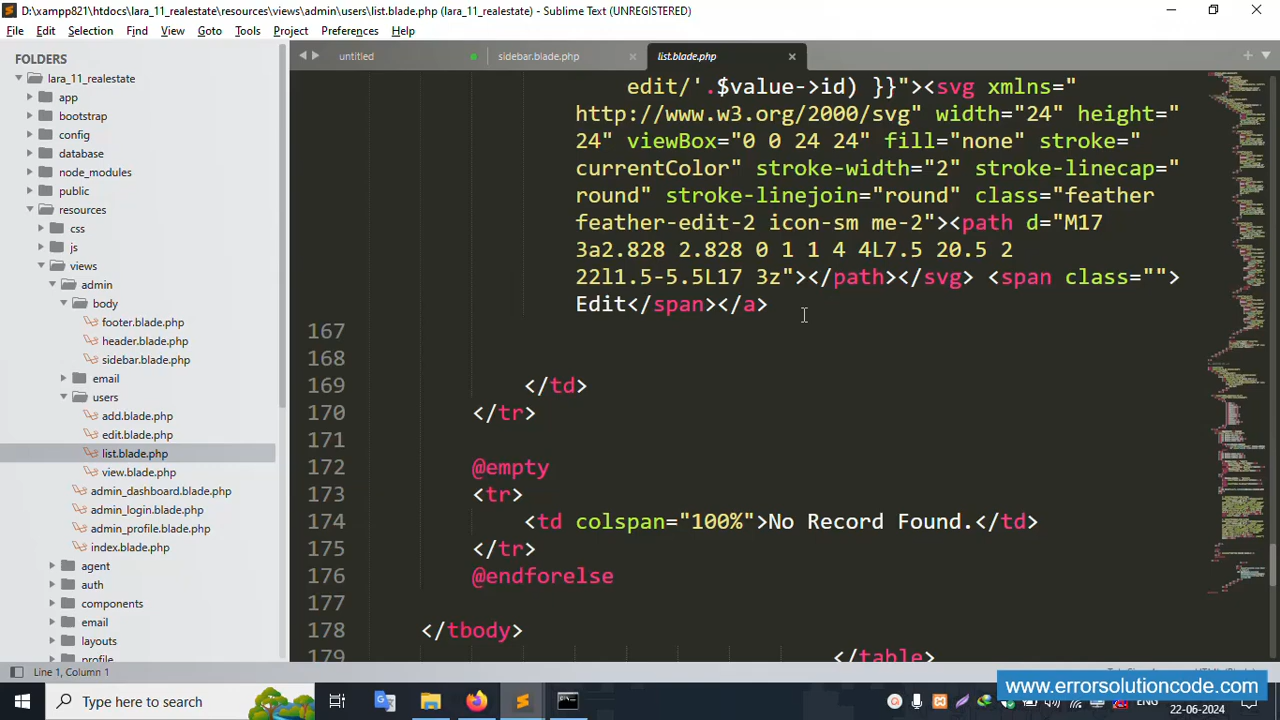 D:\xampp821\htdocs\lara_11_realestate\resources\views\admin\users\list.blade.php (lara_11_realestate) - Sublime Text (UNREGISTERED)
File Edit Selection Find View Goto Tools Project Preferences Help
FOLDERS
lara_11_realestate
app
bootstrap
config
database
node_modules
public
resources
css
js
views
admin
body
footer.blade.php
header.blade.php
sidebar.blade.php
email
users
add.blade.php
edit.blade.php
list.blade.php
view.blade.php
admin_dashboard.blade.php
admin_login.blade.php
admin_profile.blade.php
index.blade.php
agent
auth
components
email
layouts
profile
untitled sidebar.blade.php list.blade.php
edit/'.$value->id) }}"><svg xmlns="
http://www.w3.org/2000/svg" width="24" height="
24" viewBox="0 0 24 24" fill="none" stroke="
currentColor" stroke-width="2" stroke-linecap="
round" stroke-linejoin="round" class="feather
feather-edit-2 icon-sm me-2"><path d="M17
3a2.828 2.828 0 1 1 4 4L7.5 20.5 2
22l1.5-5.5L17 3z"></path></svg> <span class="">
Edit</span></a>
167
168
169 </td>
170 </tr>
171
172 @empty
173 <tr>
174 <td colspan="100%">No Record Found.</td>
175 </tr>
176 @endforelse
177
178 </tbody>
179 </table>
Line 1, Column 1
www.errorsolutioncode.com/
Type here to search
ENG
22-06-2024